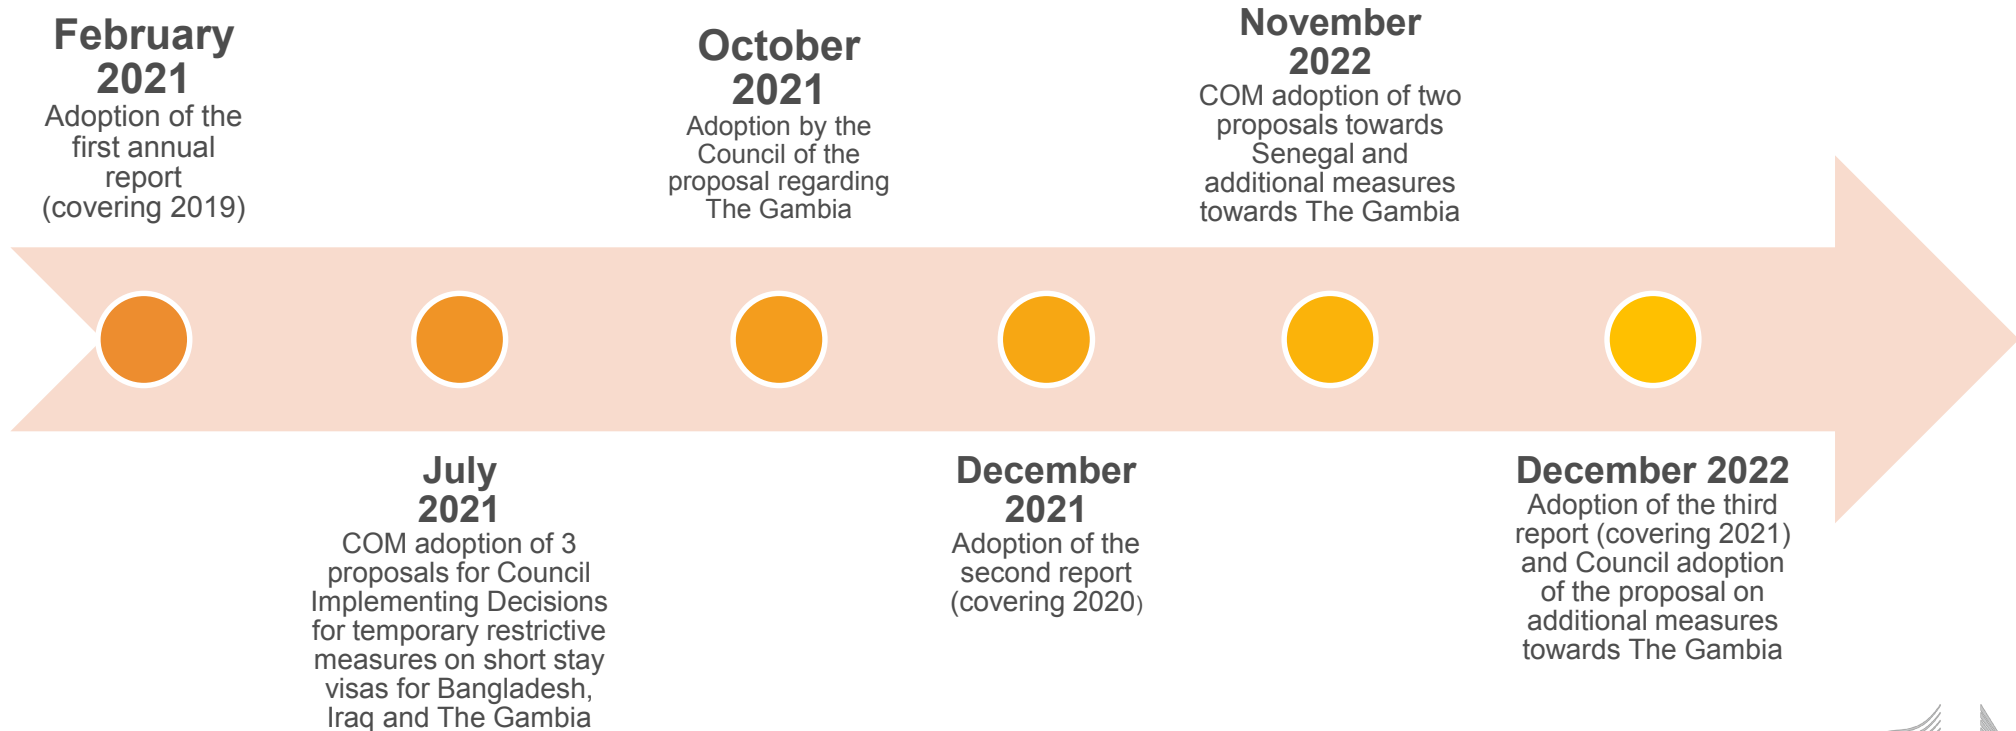 February
2021
Adoption of the
first annual
report
(covering 2019)
July
2021
COM adoption of 3
proposals for Council
Implementing Decisions
for temporary restrictive
measures on short stay
visas for Bangladesh,
Iraq and The Gambia
October
2021
Adoption by the
Council of the
proposal regarding
The Gambia
December
2021
Adoption of the
second report
(covering 2020)
November
2022
COM adoption of two
proposals towards
Senegal and
additional measures
towards The Gambia
December 2022
Adoption of the third
report (covering 2021)
and Council adoption
of the proposal on
additional measures
towards The Gambia